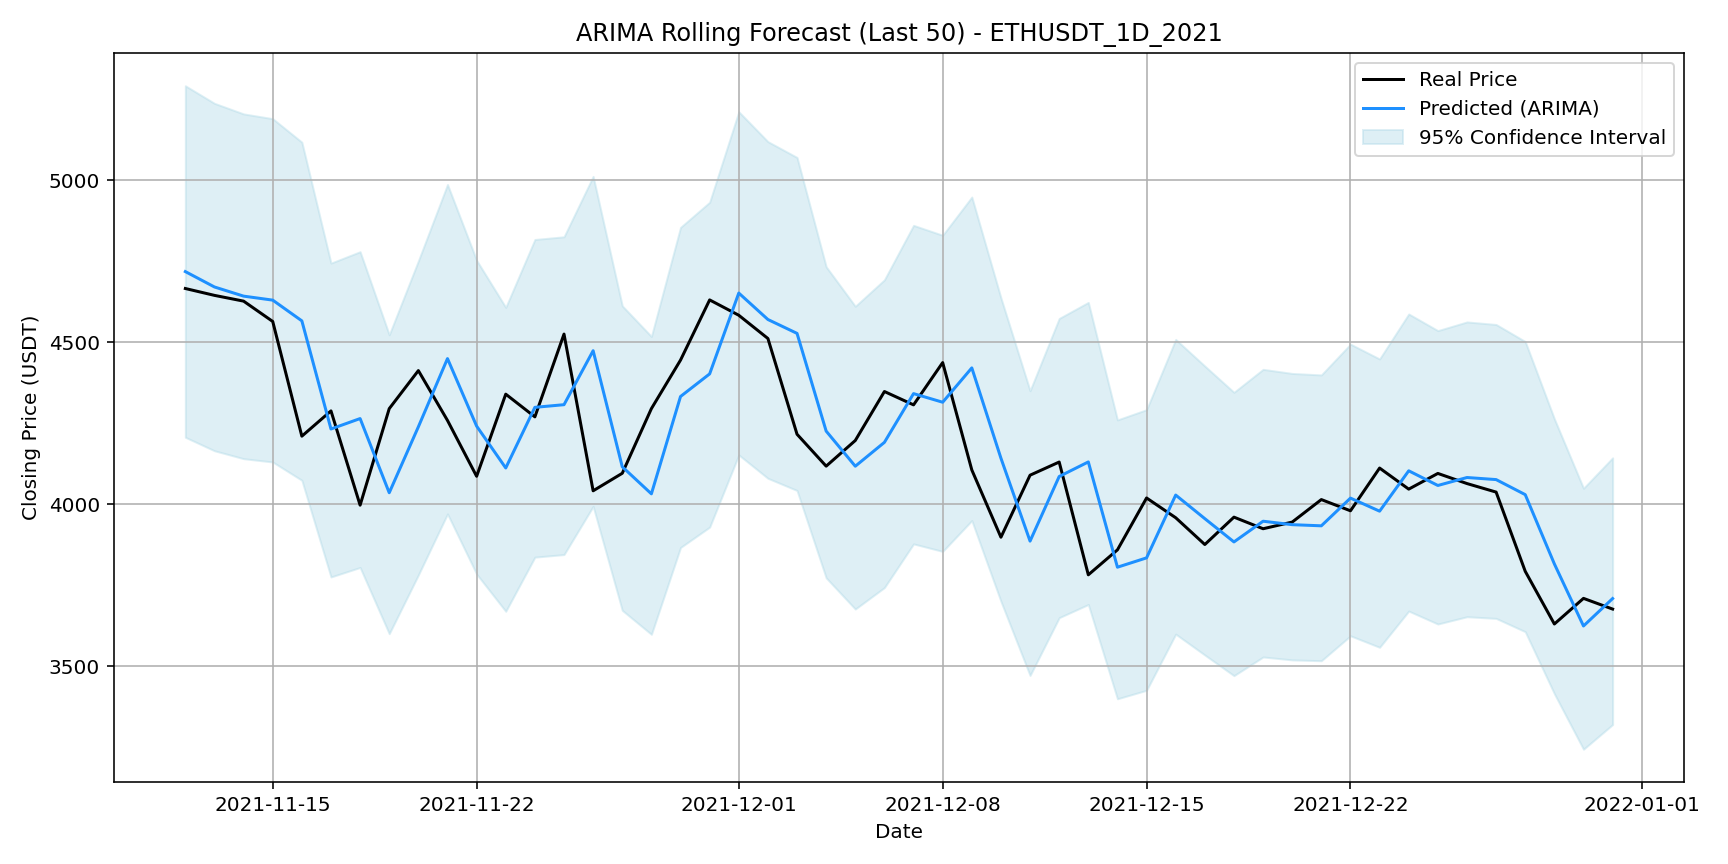 ARIMA Rolling Forecast (Last 50) - ETHUSDT_1D_2021
Real Price
Predicted (ARIMA)
95% Confidence Interval
Closing Price (USDT)
5000
4500
4000
3500
2021-11-15 2021-11-22 2021-12-01 2021-12-08 2021-12-15 2021-12-22 2022-01-01
Date